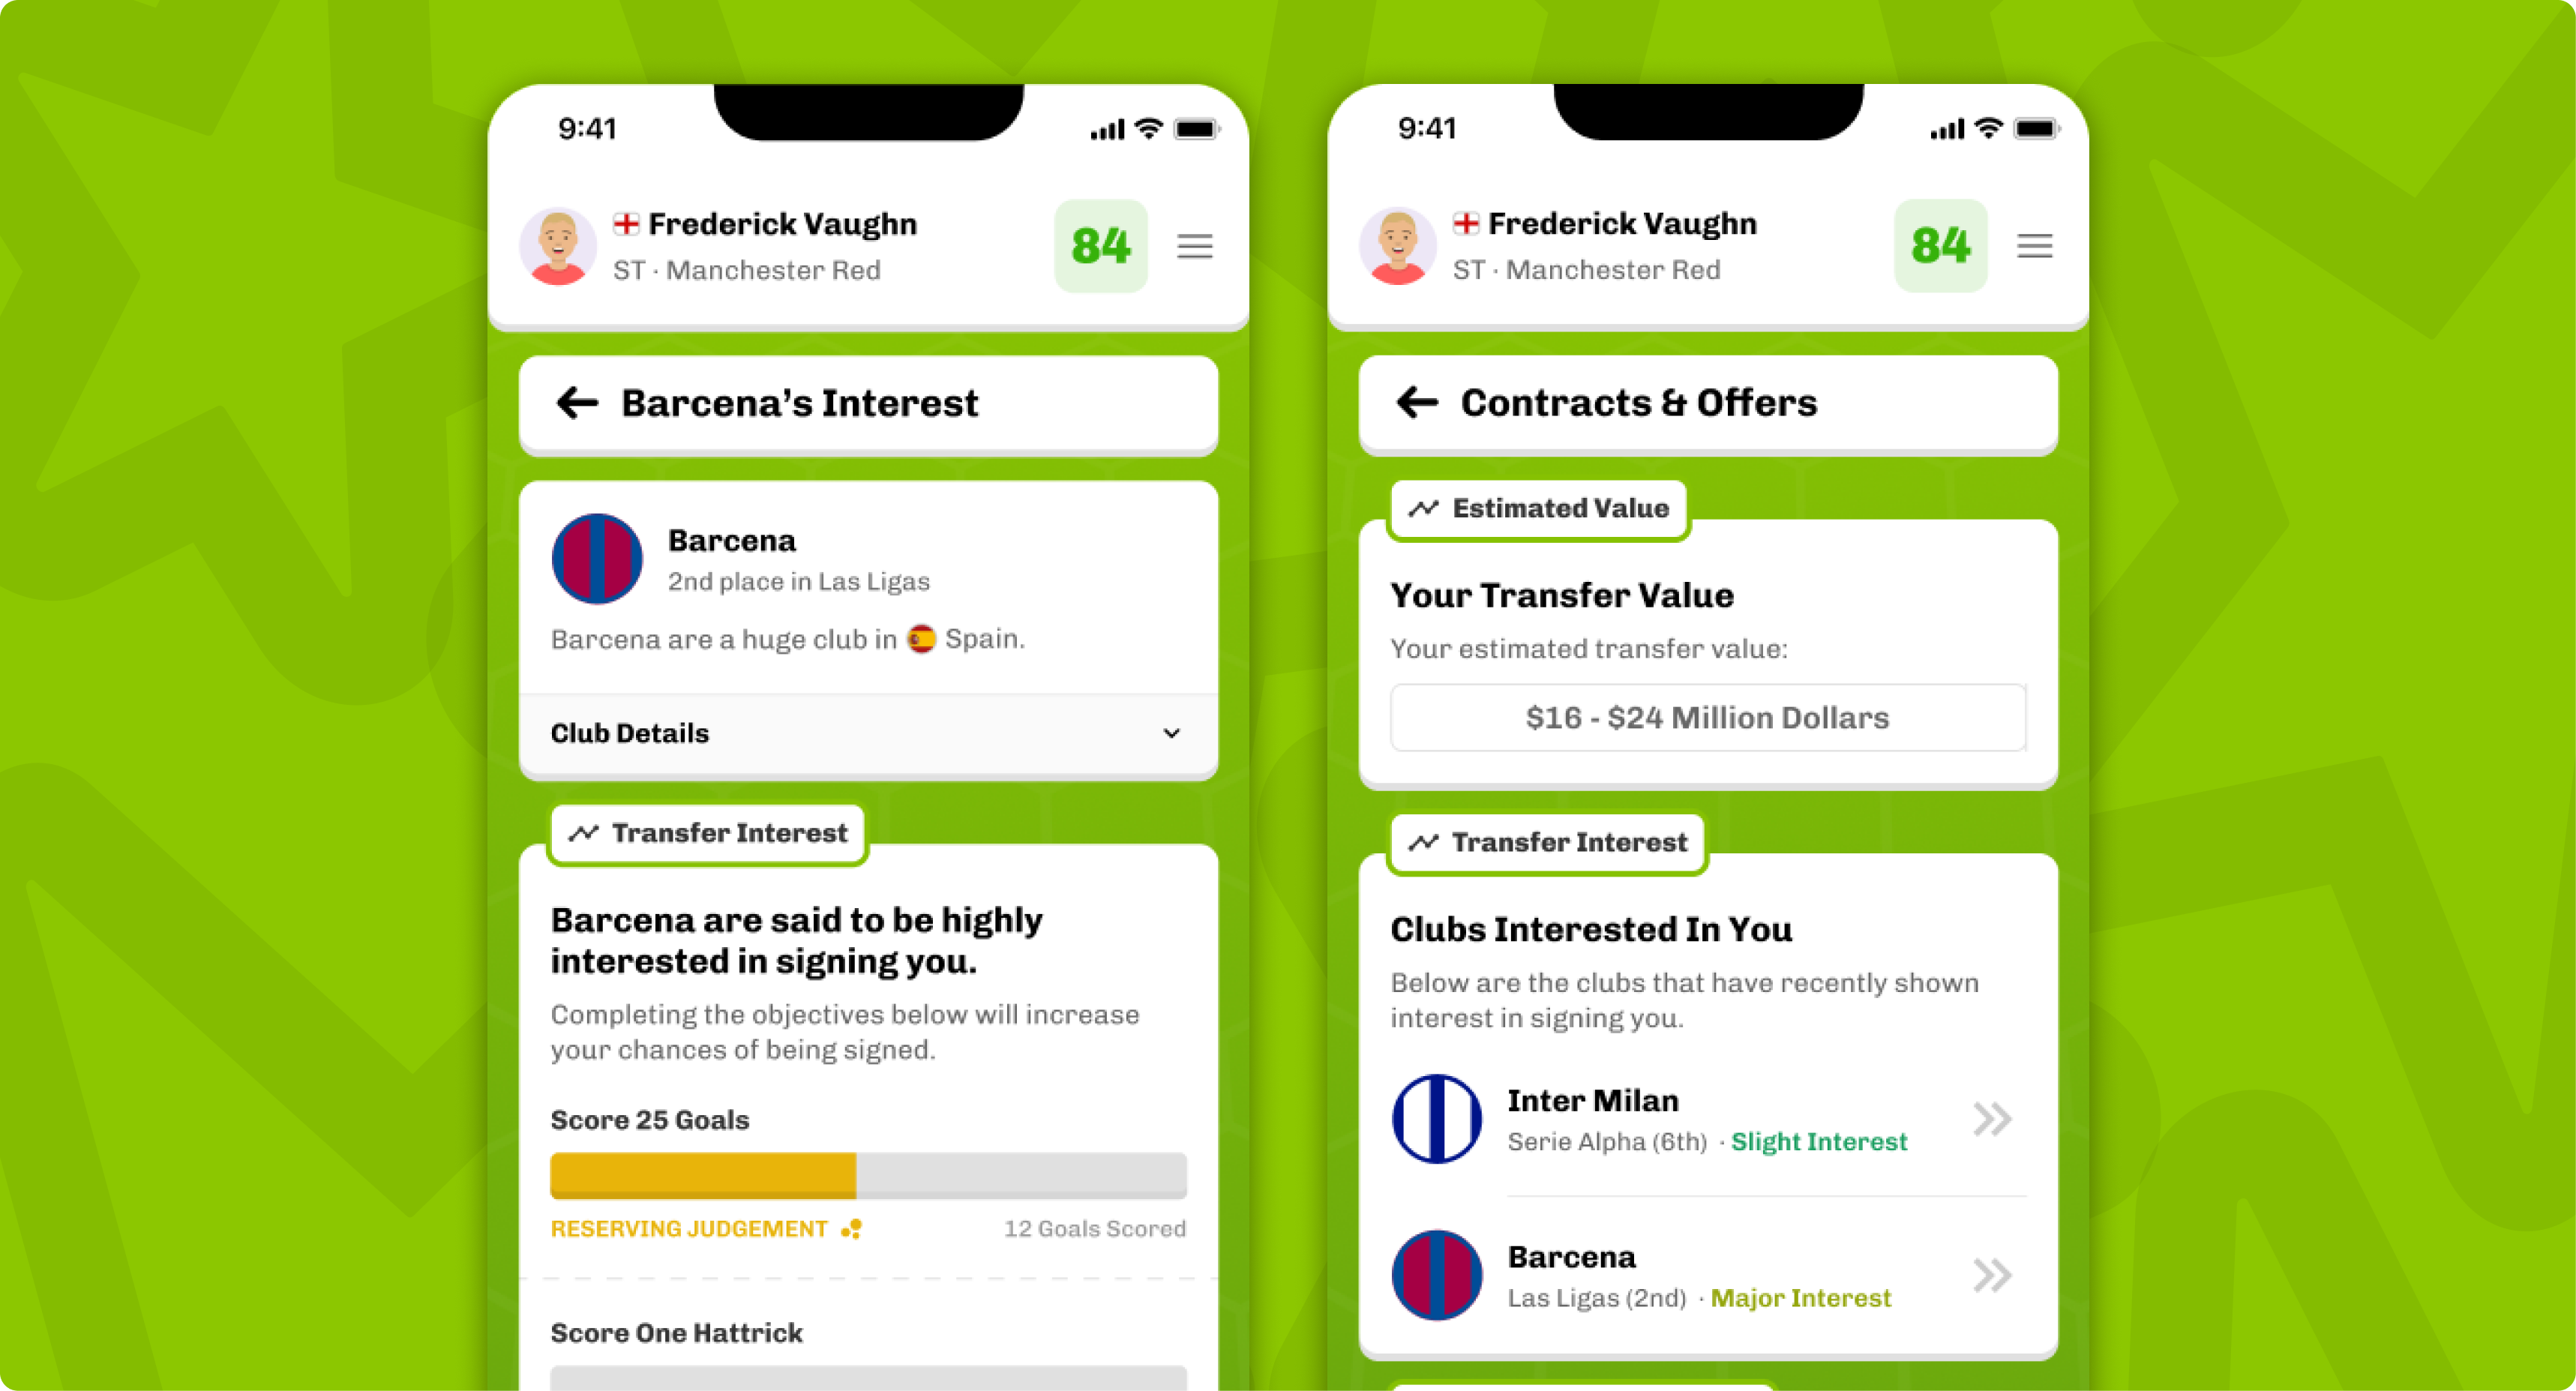 9:41
Frederick Vaughn
ST · Manchester Red
84
Barcena’s Interest
Barcena
2nd place in Las Ligas
Barcena are a huge club in Spain.
Club Details
Transfer Interest
Barcena are said to be highly
interested in signing you.
Completing the objectives below will increase
your chances of being signed.
Score 25 Goals
RESERVING JUDGEMENT
12 Goals Scored
Score One Hattrick
9:41
Frederick Vaughn
ST · Manchester Red
84
Contracts & Offers
Estimated Value
Your Transfer Value
Your estimated transfer value:
$16 - $24 Million Dollars
Transfer Interest
Clubs Interested In You
Below are the clubs that have recently shown
interest in signing you.
Inter Milan
Serie Alpha (6th) · Slight Interest
Barcena
Las Ligas (2nd) · Major Interest